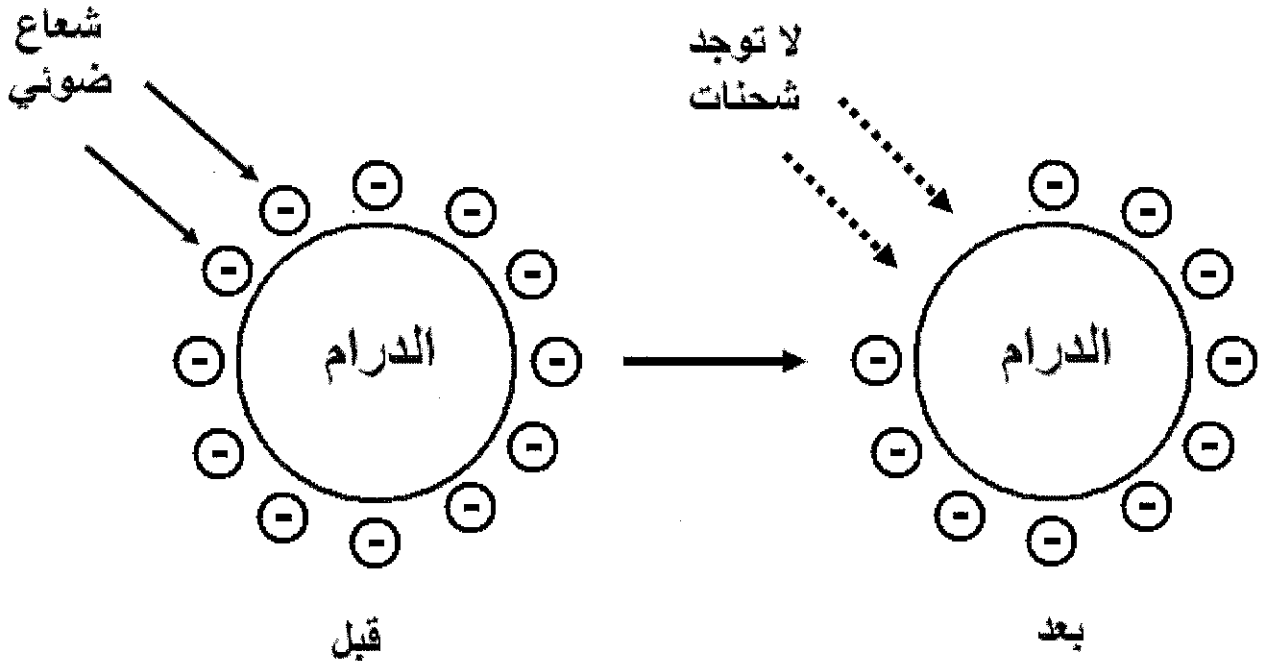 شعاع
ضوئي
لا توجد
شحنات
الدرام
الدرام
قبل
بعد